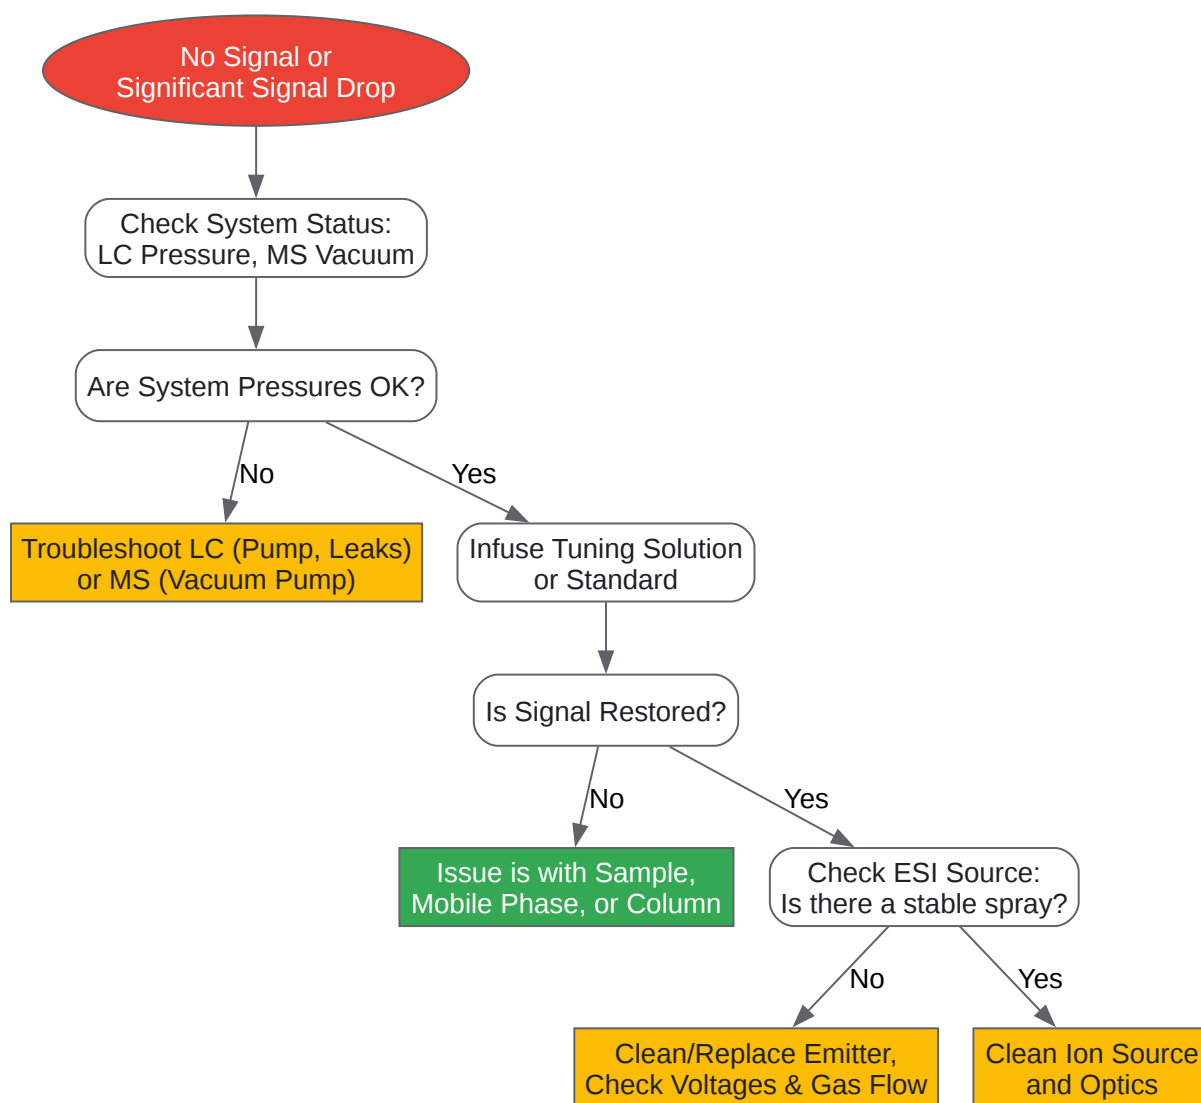 No Signal or
Significant Signal Drop
Check System Status:
LC Pressure, MS Vacuum
Are System Pressures OK?
No
Yes
Troubleshoot LC (Pump, Leaks)
or MS (Vacuum Pump)
Infuse Tuning Solution
or Standard
Is Signal Restored?
No
Yes
Issue is with Sample,
Mobile Phase, or Column
Check ESI Source:
Is there a stable spray?
No
Yes
Clean/Replace Emitter,
Check Voltages & Gas Flow
Clean Ion Source
and Optics